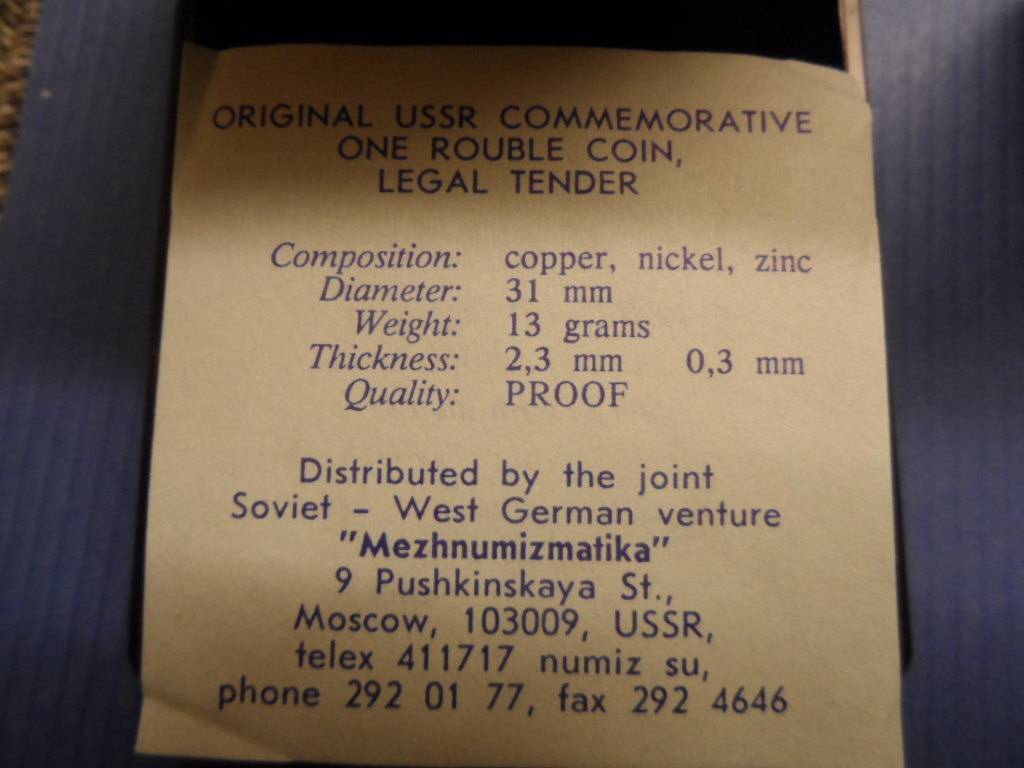 ORIGINAL USSR COMMEMORATIVE
ONE ROUBLE COIN,
LEGAL TENDER
Composition: copper, nickel, zinc
Diameter: 31 mm
Weight: 13 grams
Thickness: 2,3 mm 0,3 mm
Quality: PROOF
Distributed by the joint
Soviet – West German venture
"Mezhnumizmatika"
9 Pushkinskaya St.,
Moscow, 103009, USSR,
telex 411717 numiz su,
phone 292 01 77, fax 292 4646